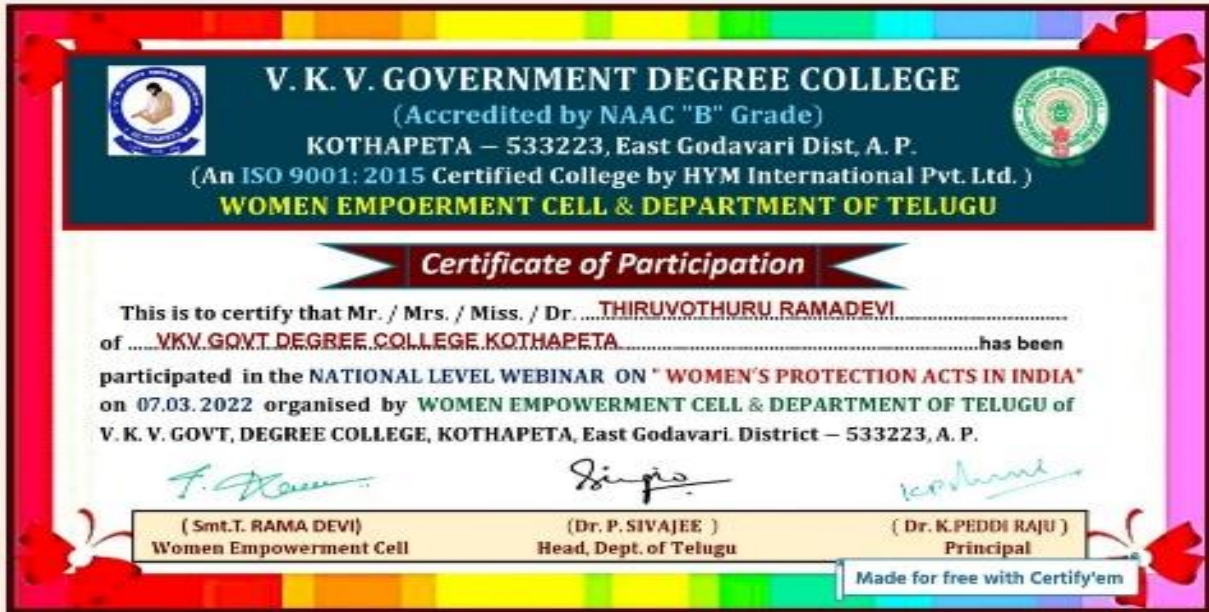 V. K. V. GOVERNMENT DEGREE COLLEGE
(Accredited by NAAC "B" Grade)
KOTHAPETA – 533223, East Godavari Dist, A. P.
(An ISO 9001: 2015 Certified College by HYM International Pvt. Ltd. )
WOMEN EMPOERMENT CELL & DEPARTMENT OF TELUGU
Certificate of Participation
This is to certify that Mr. / Mrs. / Miss. / Dr. ... THIRUVOTHURU RAMADEVI
of ... VKV GOVT DEGREE COLLEGE KOTHAPETA ... has been
participated in the NATIONAL LEVEL WEBINAR ON " WOMEN'S PROTECTION ACTS IN INDIA"
on 07.03.2022 organised by WOMEN EMPOWERMENT CELL & DEPARTMENT OF TELUGU of
V. K. V. GOVT, DEGREE COLLEGE, KOTHAPETA, East Godavari. District – 533223, A. P.
( Smt.T. RAMA DEVI)
Women Empowerment Cell
(Dr. P. SIVAJEE )
Head, Dept. of Telugu
( Dr. K.PEDDI RAJU )
Principal
Made for free with Certify'em